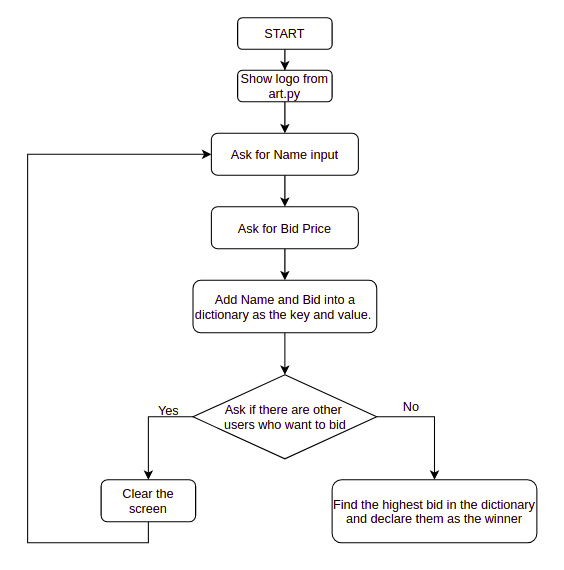 START
Show logo from
art.py
Ask for Name input
Ask for Bid Price
Add Name and Bid into a
dictionary as the key and value.
Ask if there are other
users who want to bid
Yes
No
Clear the
screen
Find the highest bid in the dictionary
and declare them as the winner